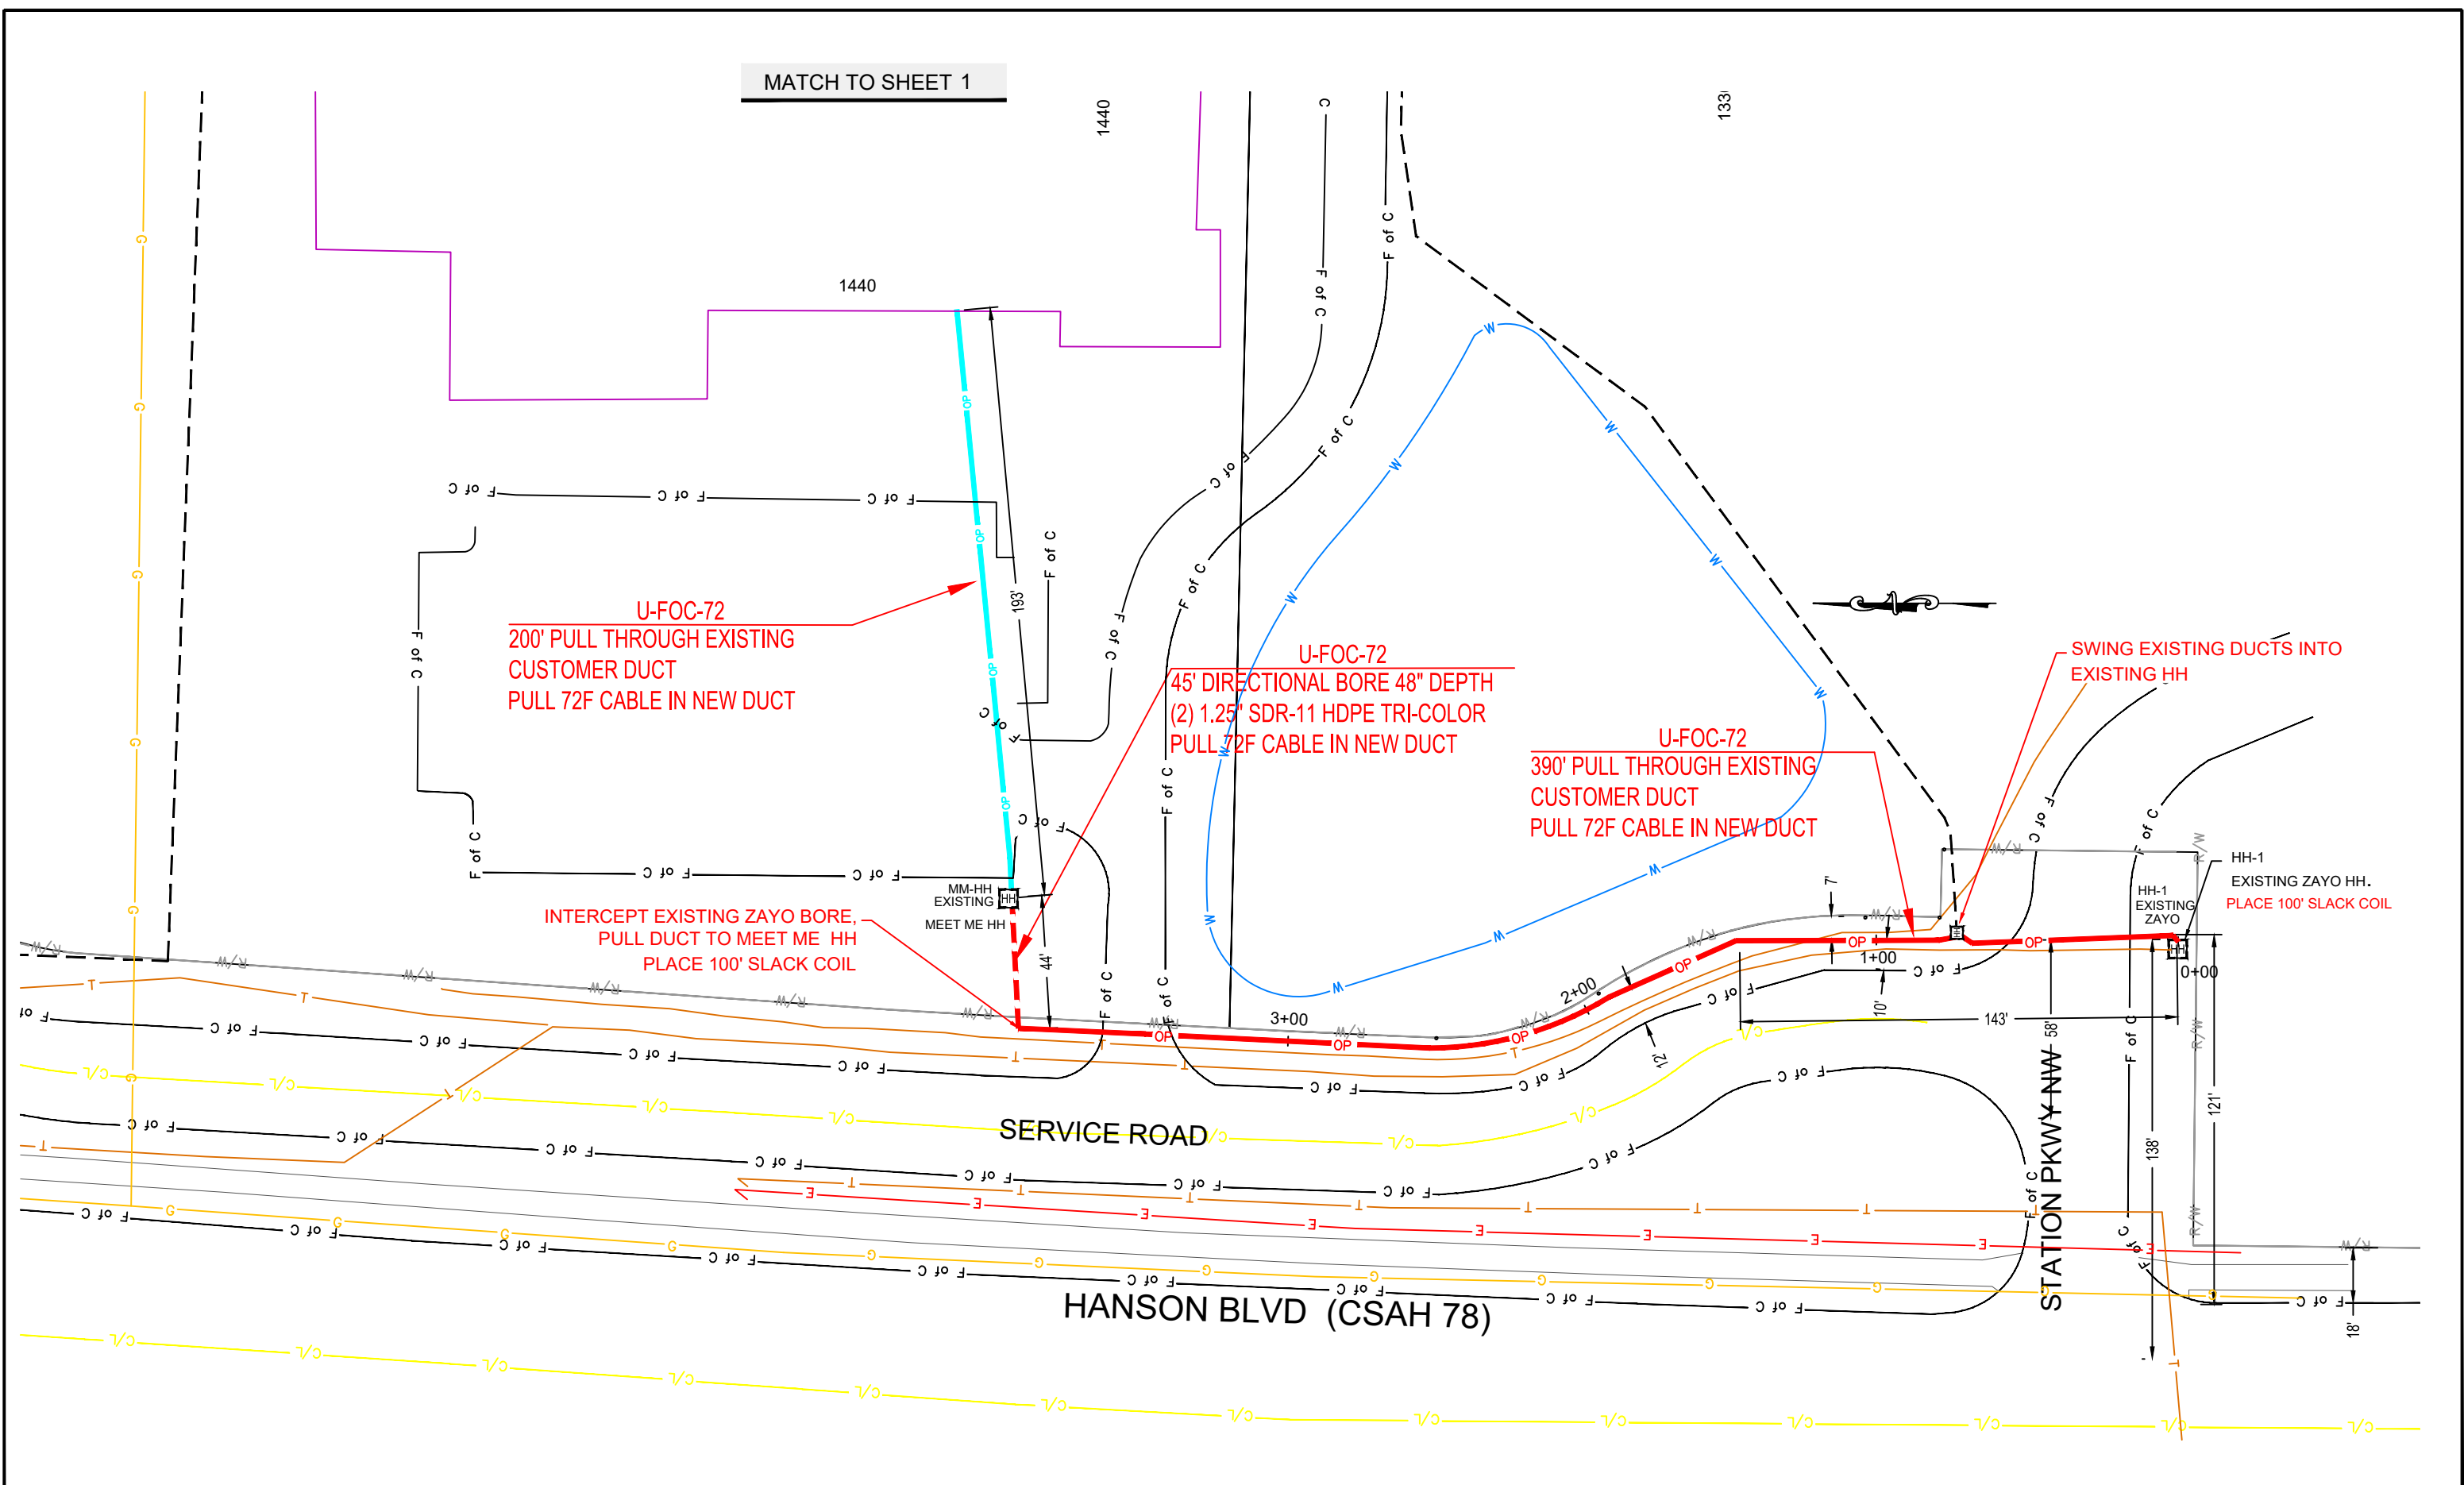 MATCH TO SHEET 1
1440
133
1440
U-FOC-72
200' PULL THROUGH EXISTING
CUSTOMER DUCT
PULL 72F CABLE IN NEW DUCT
193'
U-FOC-72
45' DIRECTIONAL BORE 48" DEPTH
(2) 1.25" SDR-11 HDPE TRI-COLOR
PULL 72F CABLE IN NEW DUCT
U-FOC-72
390' PULL THROUGH EXISTING
CUSTOMER DUCT
PULL 72F CABLE IN NEW DUCT
SWING EXISTING DUCTS INTO
EXISTING HH
HH-1
EXISTING ZAYO HH.
PLACE 100' SLACK COIL
HH-1
EXISTING
ZAYO
HH
0+00
MM-HH
EXISTING
HH
MEET ME HH
INTERCEPT EXISTING ZAYO BORE,
PULL DUCT TO MEET ME HH
PLACE 100' SLACK COIL
44'
7'
1+00
10'
2+00
3+00
12'
143'
58'
138'
121'
18'
SERVICE ROAD
STATION PKWY NW
HANSON BLVD (CSAH 78)
F of C
R/W
C/L
OP
G
W
T
E